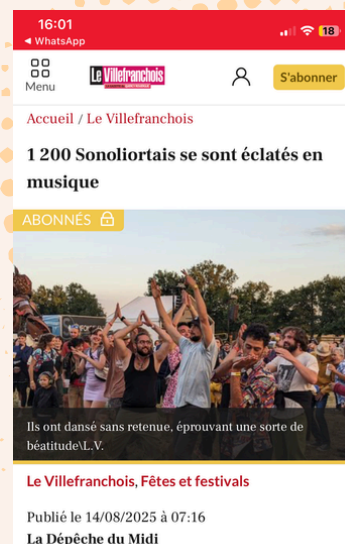 16:01
WhatsApp
18
Menu
Le Villefranchois
S'abonner
Accueil / Le Villefranchois
1 200 Sonoliortais se sont éclatés en
musique
ABONNÉS
Ils ont dansé sans retenue, éprouvant une sorte de
béatitude\L.V.
Le Villefranchois, Fêtes et festivals
Publié le 14/08/2025 à 07:16
La Dépêche du Midi